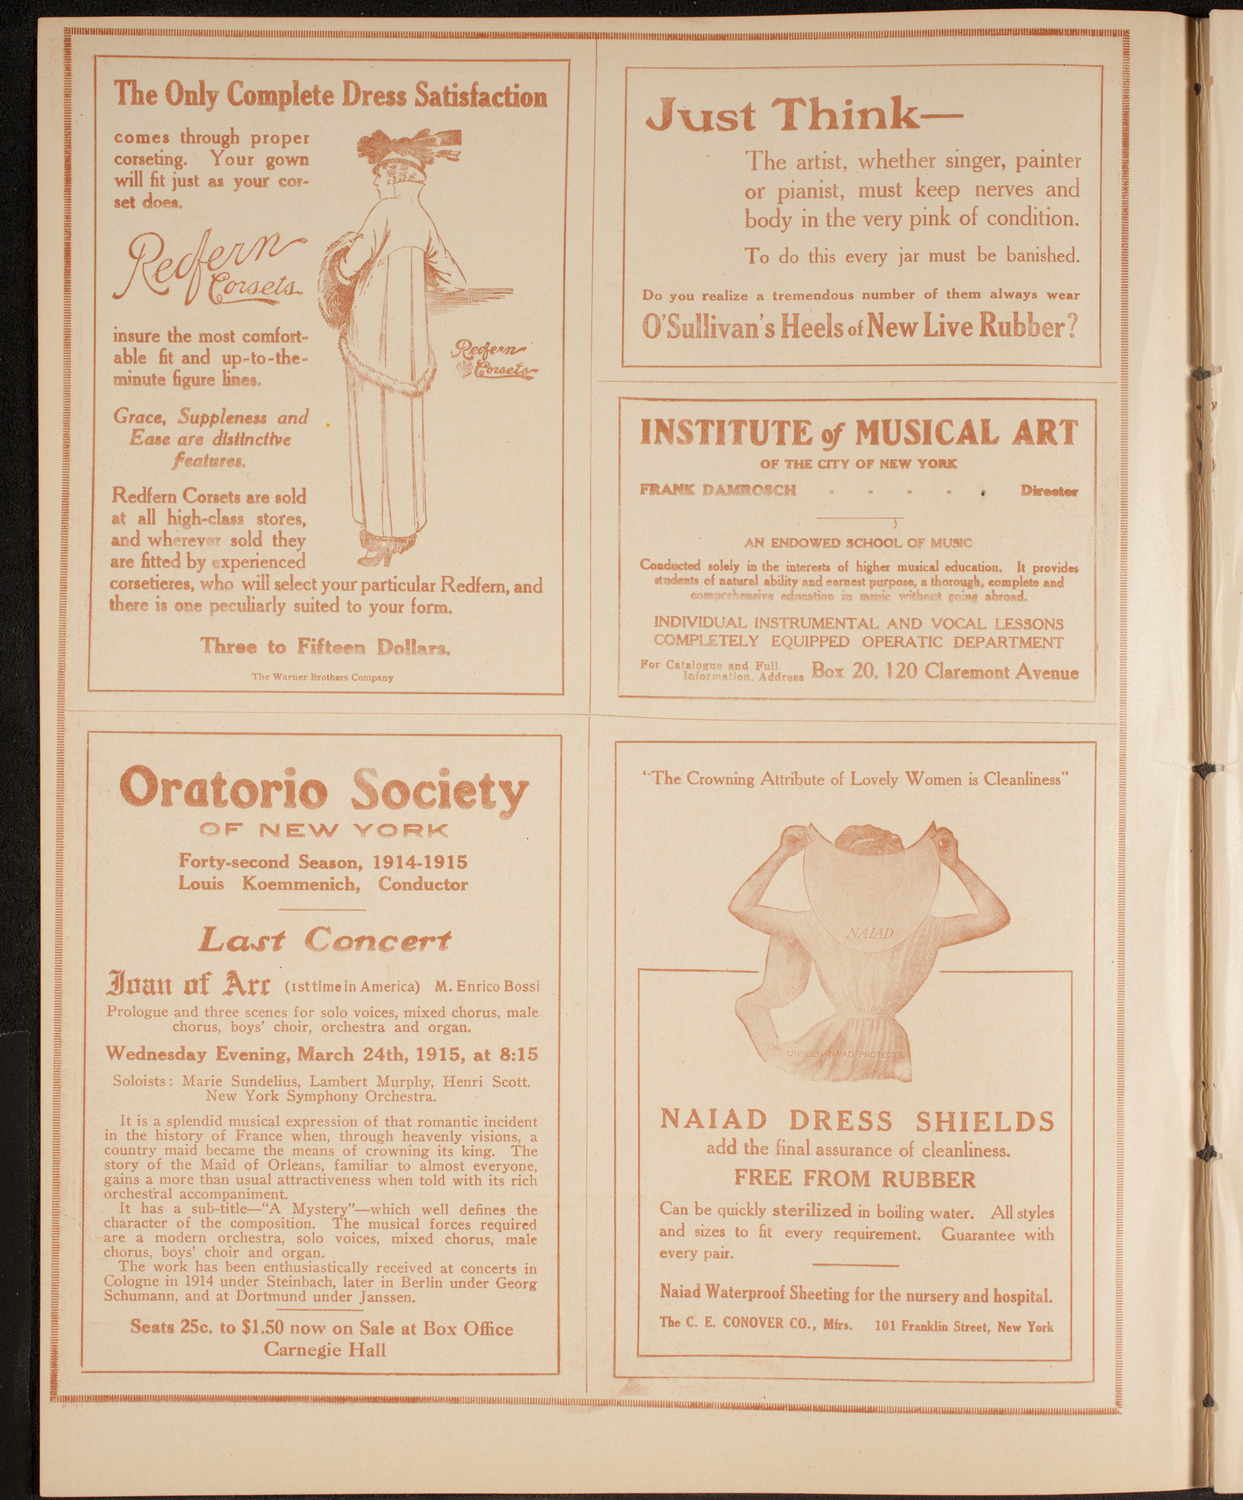 The Only Complete Dress Satisfaction
comes through proper
corseting. Your gown
will fit just as your cor-
set does.
Redfern
Corsets
insure the most comfort-
able fit and up-to-the-
minute figure lines.
Grace, Suppleness and
Ease are distinctive
features.
Redfern Corsets are sold
at all high-class stores,
and wherever sold they
are fitted by experienced
corsetieres, who will select your particular Redfern, and
there is one peculiarly suited to your form.
Three to Fifteen Dollars.
The Warner Brothers Company
Redfern
Corsets
Just Think—
The artist, whether singer, painter
or pianist, must keep nerves and
body in the very pink of condition.
To do this every jar must be banished.
Do you realize a tremendous number of them always wear
O'Sullivan's Heels of New Live Rubber?
INSTITUTE of MUSICAL ART
OF THE CITY OF NEW YORK
FRANK DAMROSCH - - - - - Director
AN ENDOWED SCHOOL OF MUSIC
Conducted solely in the interests of higher musical education. It provides
students of natural ability and earnest purpose, a thorough, complete and
comprehensive education in music without going abroad.
INDIVIDUAL INSTRUMENTAL AND VOCAL LESSONS
COMPLETELY EQUIPPED OPERATIC DEPARTMENT
For Catalogue and Full
Information, Address Box 20, 120 Claremont Avenue
Oratorio Society
OF NEW YORK
Forty-second Season, 1914-1915
Louis Koemmenich, Conductor
Last Concert
Joan of Arc (1st time in America) M. Enrico Bossi
Prologue and three scenes for solo voices, mixed chorus, male
chorus, boys' choir, orchestra and organ.
Wednesday Evening, March 24th, 1915, at 8:15
Soloists: Marie Sundelius, Lambert Murphy, Henri Scott.
New York Symphony Orchestra.
It is a splendid musical expression of that romantic incident
in the history of France when, through heavenly visions, a
country maid became the means of crowning its king. The
story of the Maid of Orleans, familiar to almost everyone,
gains a more than usual attractiveness when told with its rich
orchestral accompaniment.
It has a sub-title—"A Mystery"—which well defines the
character of the composition. The musical forces required
are a modern orchestra, solo voices, mixed chorus, male
chorus, boys' choir and organ.
The work has been enthusiastically received at concerts in
Cologne in 1914 under Steinbach, later in Berlin under Georg
Schumann, and at Dortmund under Janssen.
Seats 25c. to $1.50 now on Sale at Box Office
Carnegie Hall
"The Crowning Attribute of Lovely Women is Cleanliness"
NAIAD
UNSEEN NAIAD PROTECTS
NAIAD DRESS SHIELDS
add the final assurance of cleanliness.
FREE FROM RUBBER
Can be quickly sterilized in boiling water. All styles
and sizes to fit every requirement. Guarantee with
every pair.
Naiad Waterproof Sheeting for the nursery and hospital.
The C. E. CONOVER CO., Mfrs. 101 Franklin Street, New York